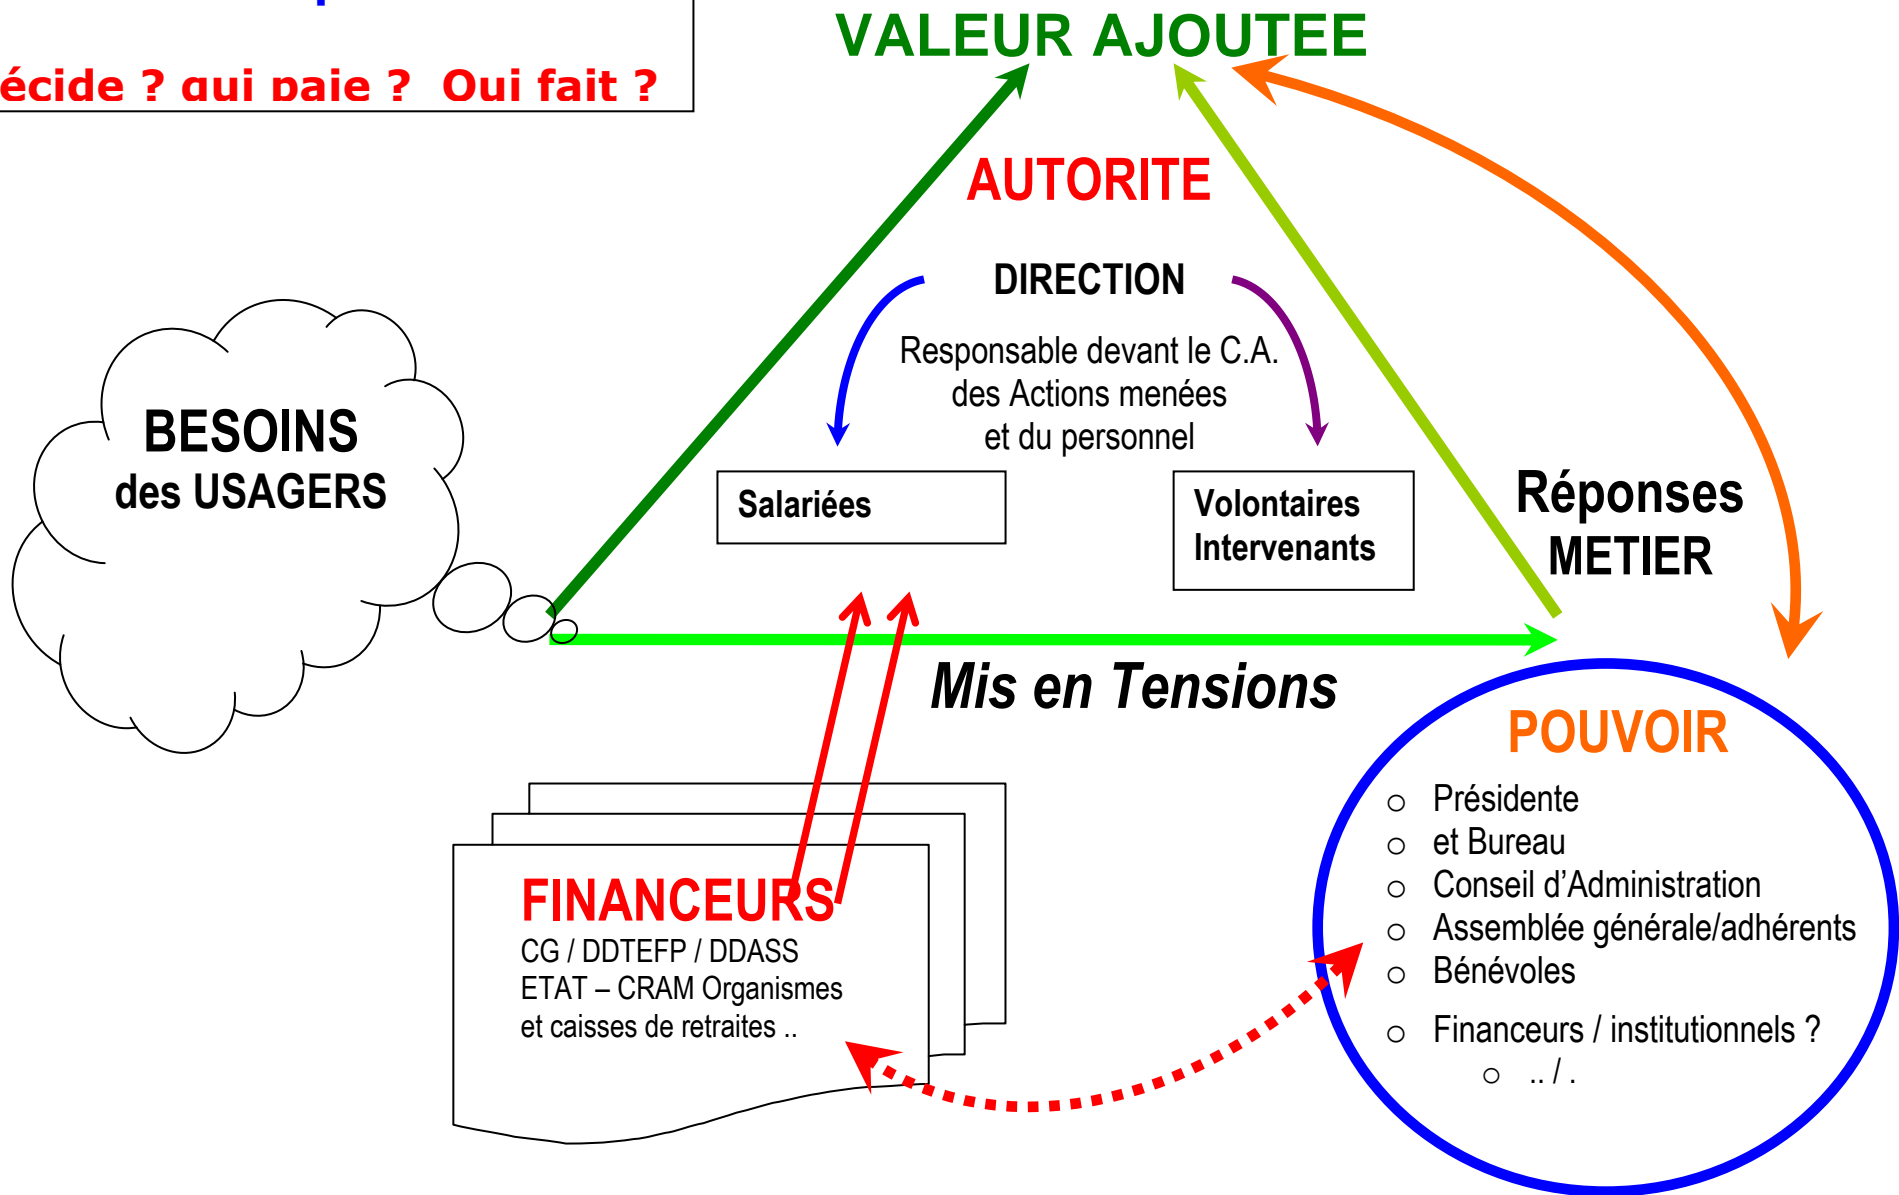 écide ? qui paie ? Qui fait ?
VALEUR AJOUTEE
AUTORITE
DIRECTION
Responsable devant le C.A.
des Actions menées
et du personnel
BESOINS
des USAGERS
Salariées
Volontaires
Intervenants
Réponses
METIER
Mis en Tensions
POUVOIR
o Présidente
o et Bureau
o Conseil d’Administration
o Assemblée générale/adhérents
o Bénévoles
o Financeurs / institutionnels ?
o .. / .
FINANCEURS
CG / DDTEFP / DDASS
ETAT – CRAM Organismes
et caisses de retraites ..